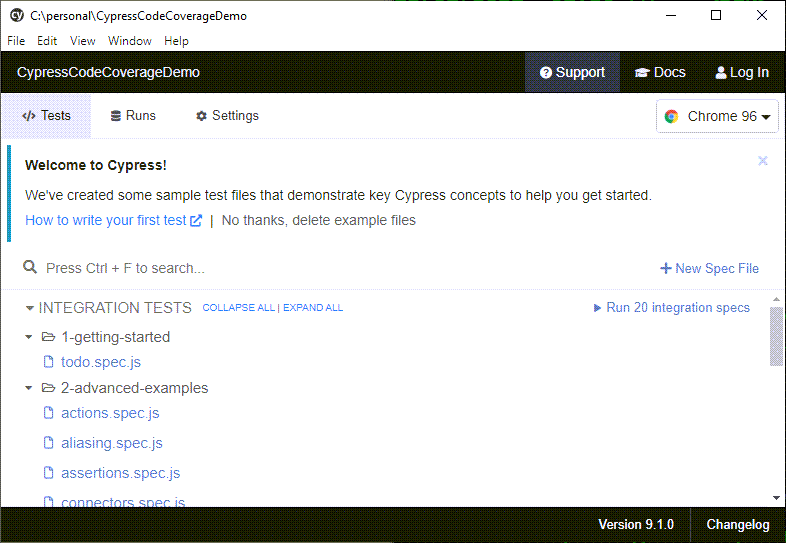 C:\personal\CypressCodeCoverageDemo
File Edit View Window Help
CypressCodeCoverageDemo Support Docs Log In
Tests Runs Settings Chrome 96
Welcome to Cypress!
We've created some sample test files that demonstrate key Cypress concepts to help you get started.
How to write your first test | No thanks, delete example files
Press Ctrl + F to search... New Spec File
INTEGRATION TESTS COLLAPSE ALL | EXPAND ALL Run 20 integration specs
1-getting-started
todo.spec.js
2-advanced-examples
actions.spec.js
aliasing.spec.js
assertions.spec.js
connectors.spec.js
Version 9.1.0 Changelog